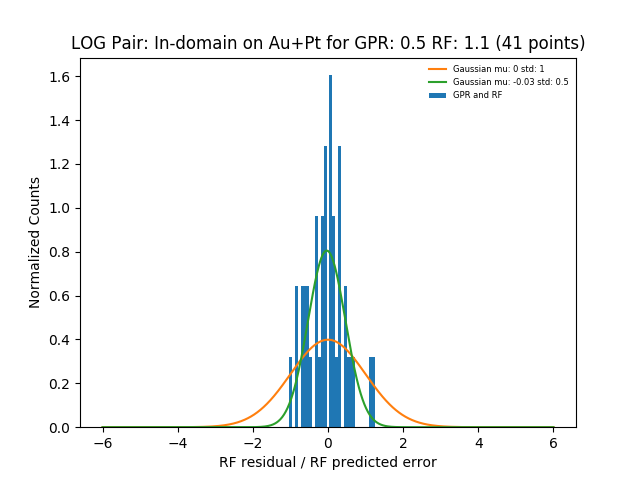 LOG Pair: In-domain on Au+Pt for GPR: 0.5 RF: 1.1 (41 points)
Gaussian mu: 0 std: 1
Gaussian mu: -0.03 std: 0.5
GPR and RF
Normalized Counts
1.6
1.4
1.2
1.0
0.8
0.6
0.4
0.2
0.0
−6 −4 −2 0 2 4 6
RF residual / RF predicted error